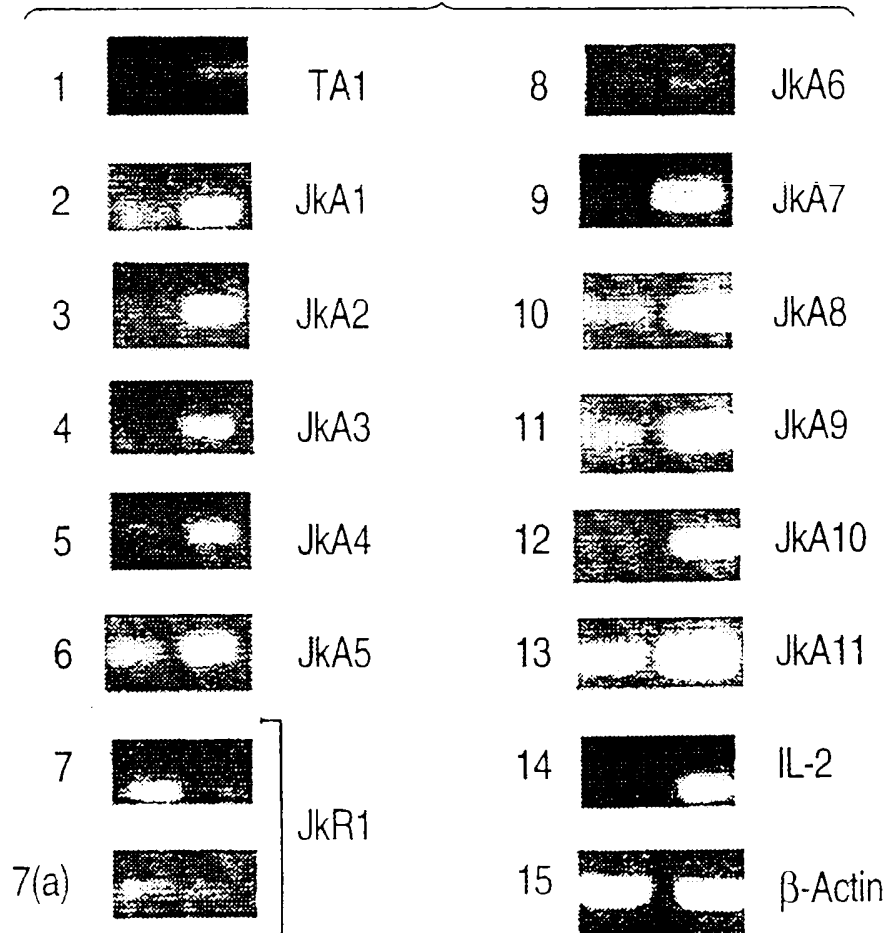 1 TA1
2 JkA1
3 JkA2
4 JkA3
5 JkA4
6 JkA5
7
JkR1
7(a)
8 JkA6
9 JkA7
10 JkA8
11 JkA9
12 JkA10
13 JkA11
14 IL-2
15 β-Actin